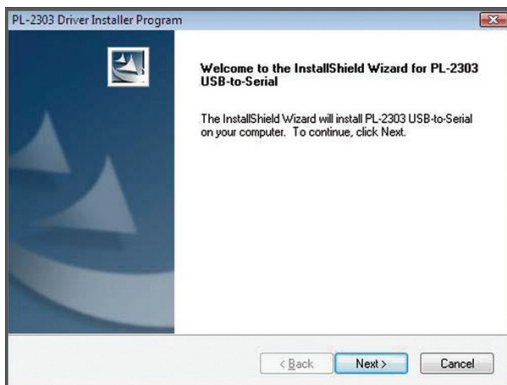 PL-2303 Driver Installer Program
Welcome to the InstallShield Wizard for PL-2303
USB-to-Serial
The InstallShield Wizard will install PL-2303 USB-to-Serial
on your computer. To continue, click Next.
< Back
Next >
Cancel